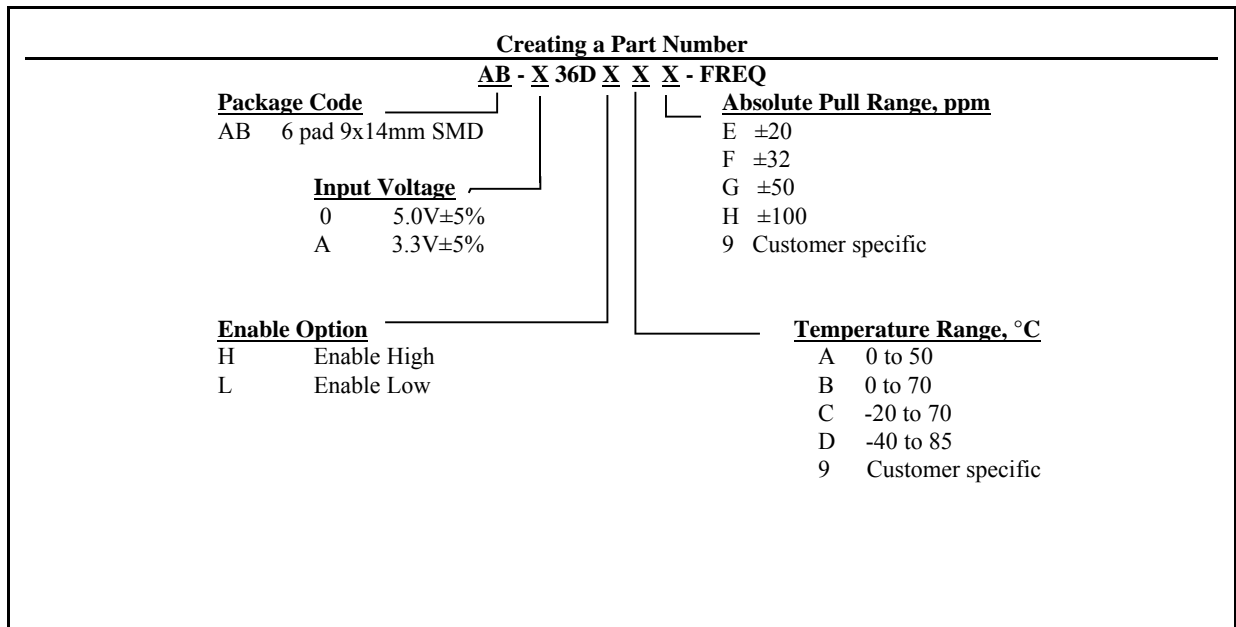 Creating a Part Number
AB - X 36D X X X - FREQ
Package Code
AB 6 pad 9x14mm SMD
Absolute Pull Range, ppm
E ±20
F ±32
G ±50
H ±100
9 Customer specific
Input Voltage
0 5.0V±5%
A 3.3V±5%
Enable Option
H Enable High
L Enable Low
Temperature Range, °C
A 0 to 50
B 0 to 70
C -20 to 70
D -40 to 85
9 Customer specific